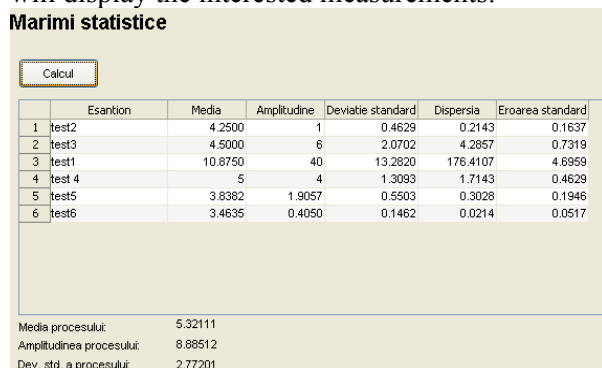 will display the interested measurements.
Marimi statistice
Calcul
Esantion Media Amplitudine Deviatie standard Dispersia Eroarea standard
1 test2 4.2500 1 0.4629 0.2143 0.1637
2 test3 4.5000 6 2.0702 4.2857 0.7319
3 test1 10.8750 40 13.2820 176.4107 4.6959
4 test 4 5 4 1.3093 1.7143 0.4629
5 test5 3.8382 1.9057 0.5503 0.3028 0.1946
6 test6 3.4635 0.4050 0.1462 0.0214 0.0517
Media procesului: 5.32111
Amplitudinea procesului: 8.88512
Dev. std. a procesului: 2.77201